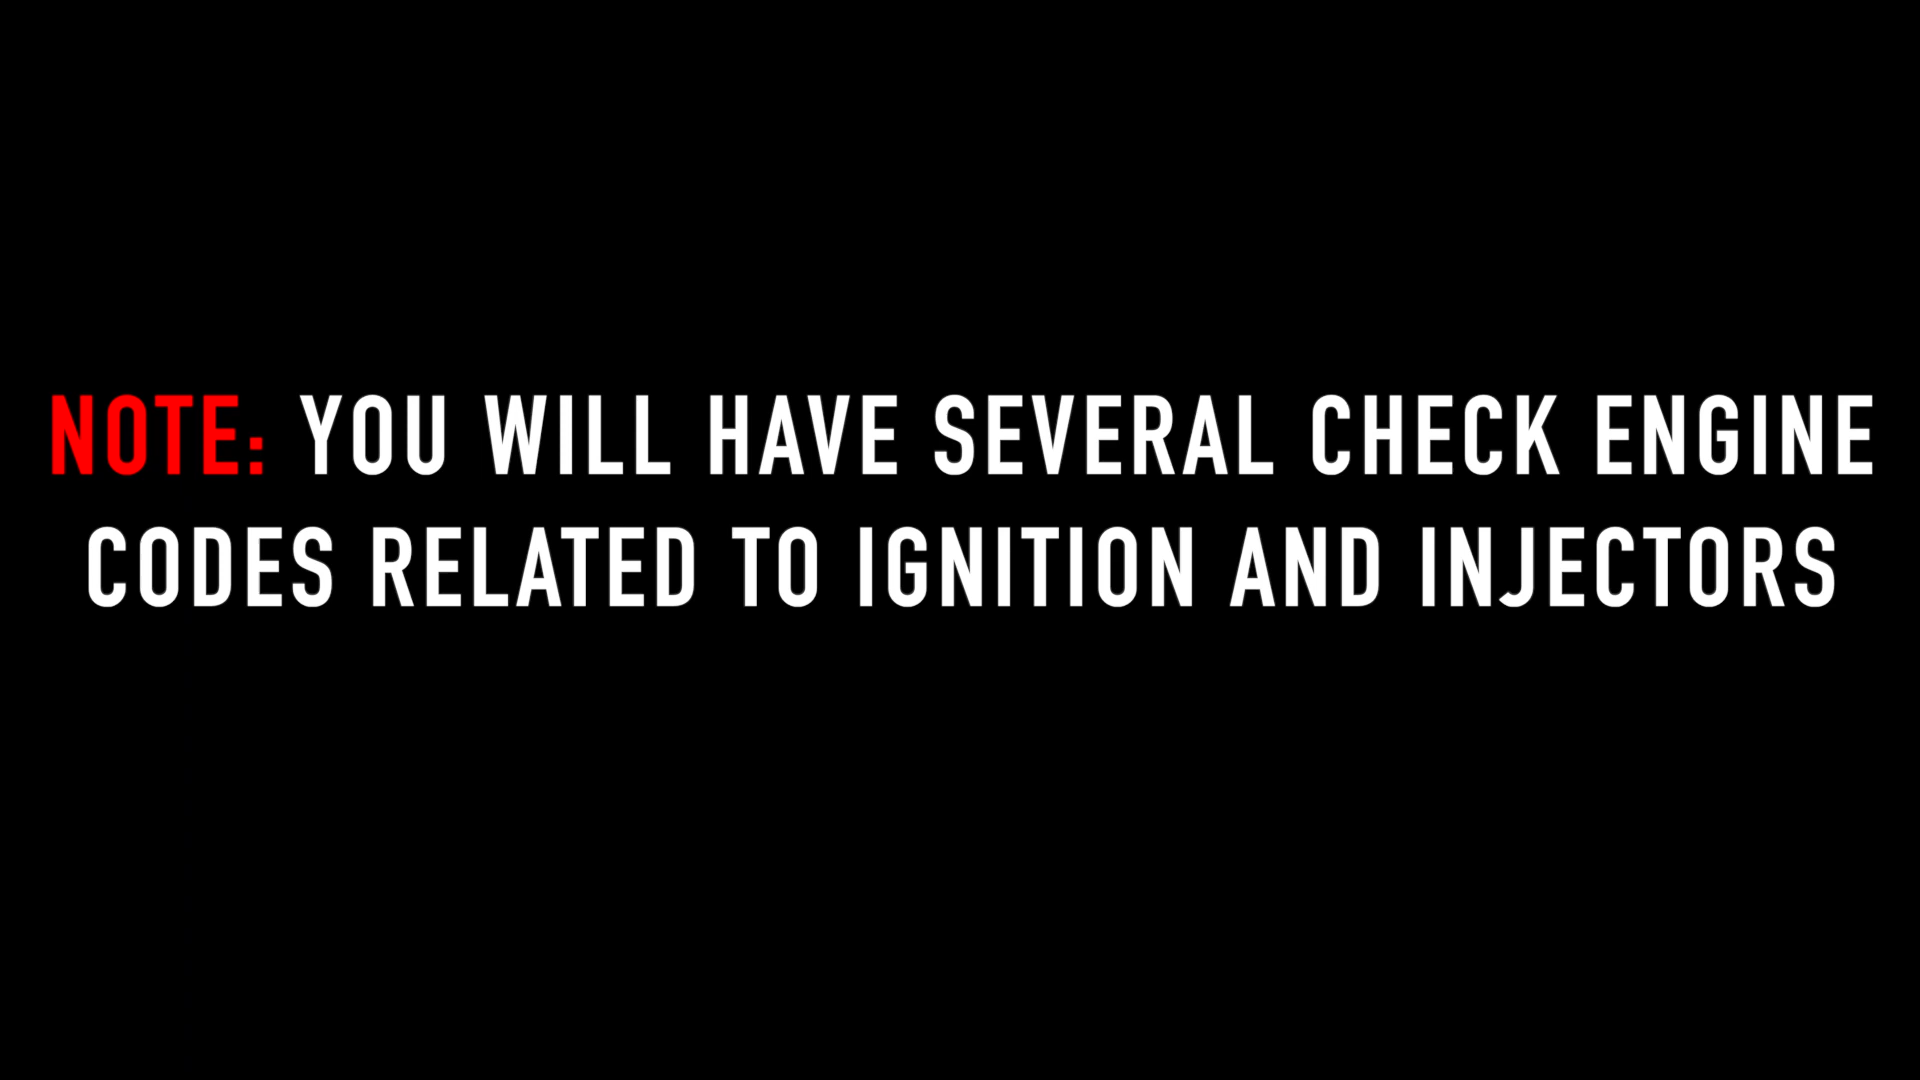 NOTE: YOU WILL HAVE SEVERAL CHECK ENGINE
CODES RELATED TO IGNITION AND INJECTORS